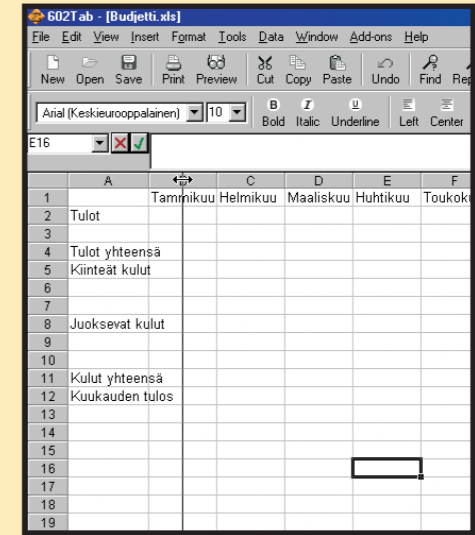 602Tab - [Budjetti.xls]
File Edit View Insert Format Tools Data Window Add-ons Help
New Open Save Print Preview Cut Copy Paste Undo Find Rep
Arial (Keskieurooppalainen) 10 B I U
Bold Italic Underline Left Center
E16
A C D E F
1 Tammikuu Helmikuu Maaliskuu Huhtikuu Toukoku
2 Tulot
3
4 Tulot yhteensä
5 Kiinteät kulut
6
7
8 Juoksevat kulut
9
10
11 Kulut yhteensä
12 Kuukauden tulos
13
14
15
16
17
18
19